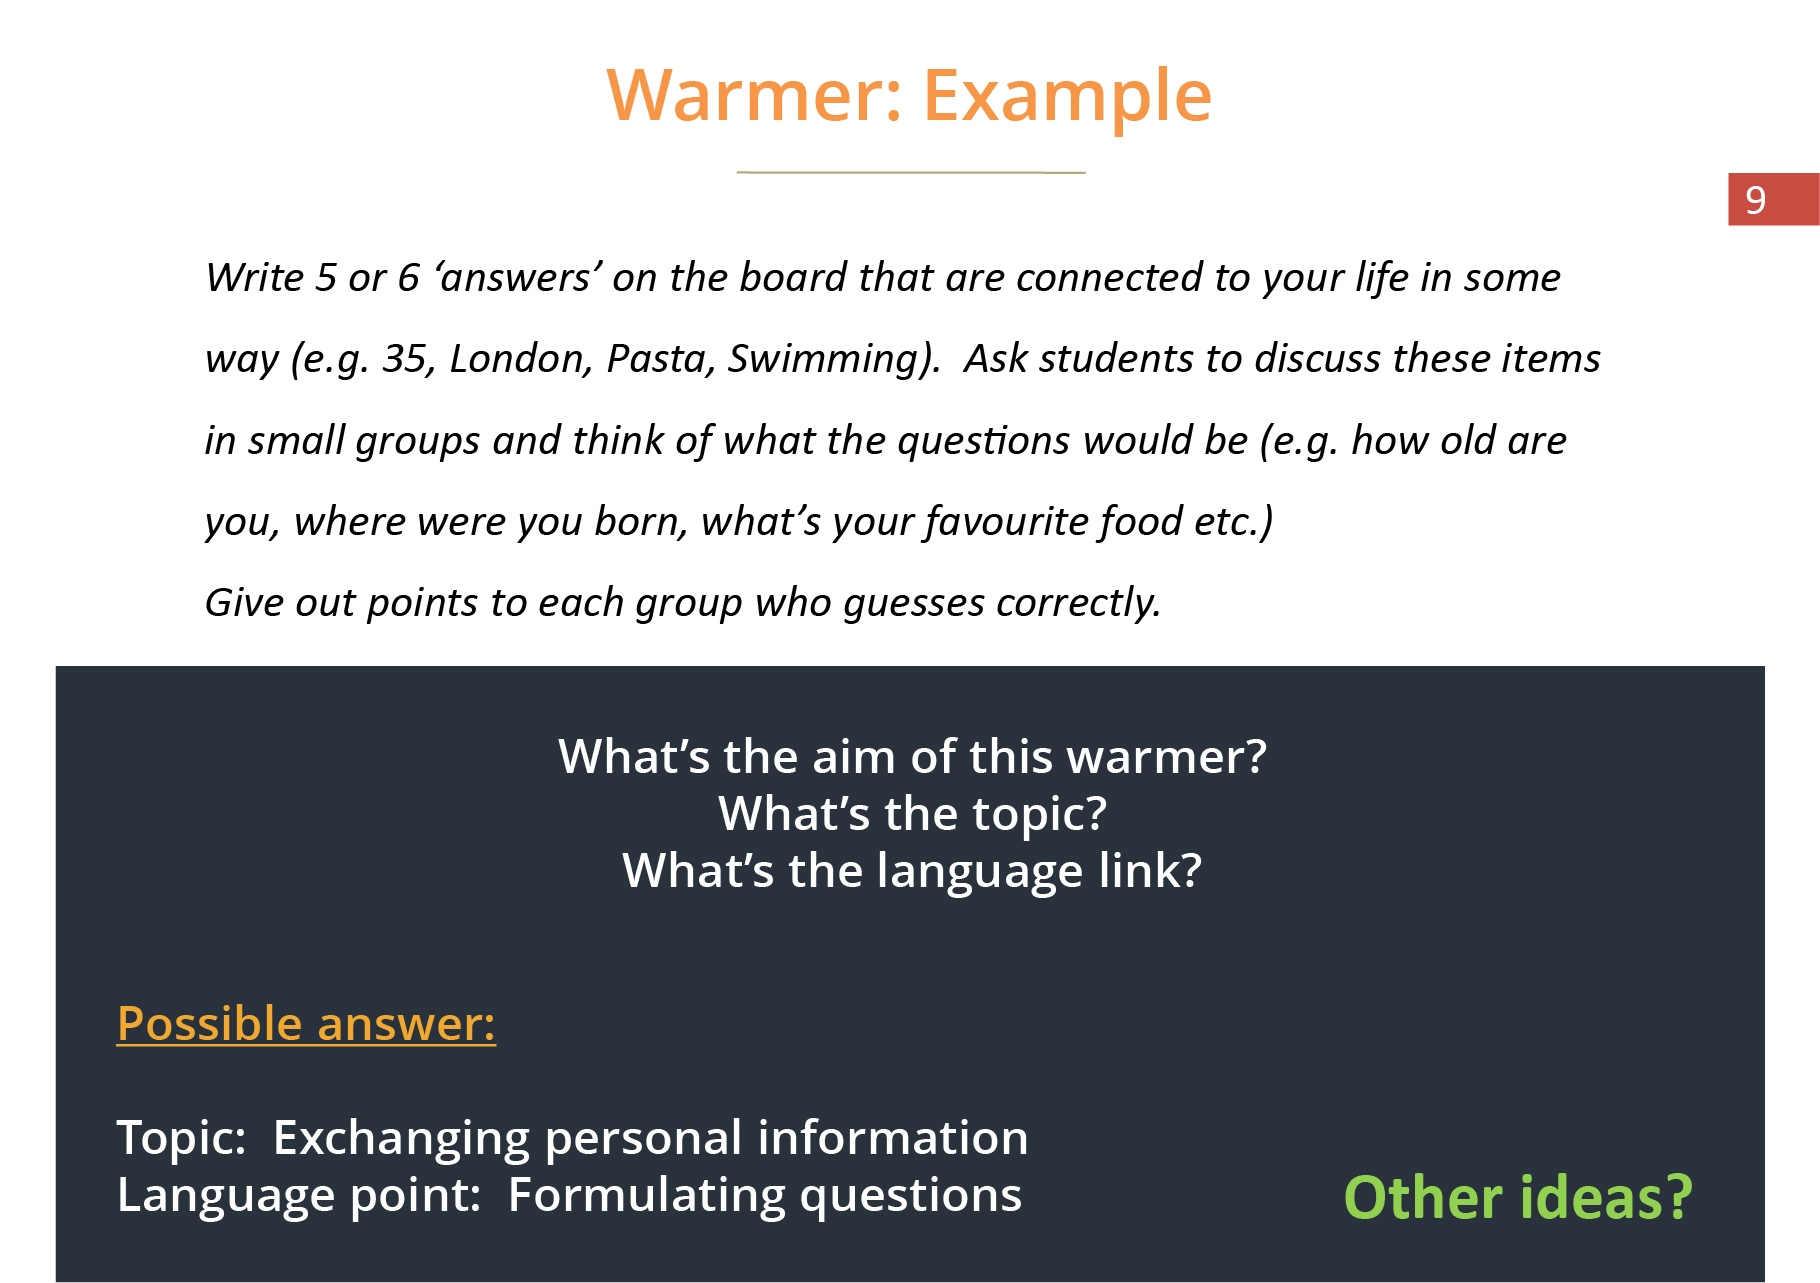 Warmer: Example
9
Write 5 or 6 ‘answers’ on the board that are connected to your life in some
way (e.g. 35, London, Pasta, Swimming).  Ask students to discuss these items
in small groups and think of what the questions would be (e.g. how old are
you, where were you born, what’s your favourite food etc.)
Give out points to each group who guesses correctly.
What’s the aim of this warmer?
What’s the topic?
What’s the language link?
Possible answer:
Topic:  Exchanging personal information
Language point:  Formulating questions
Other ideas?